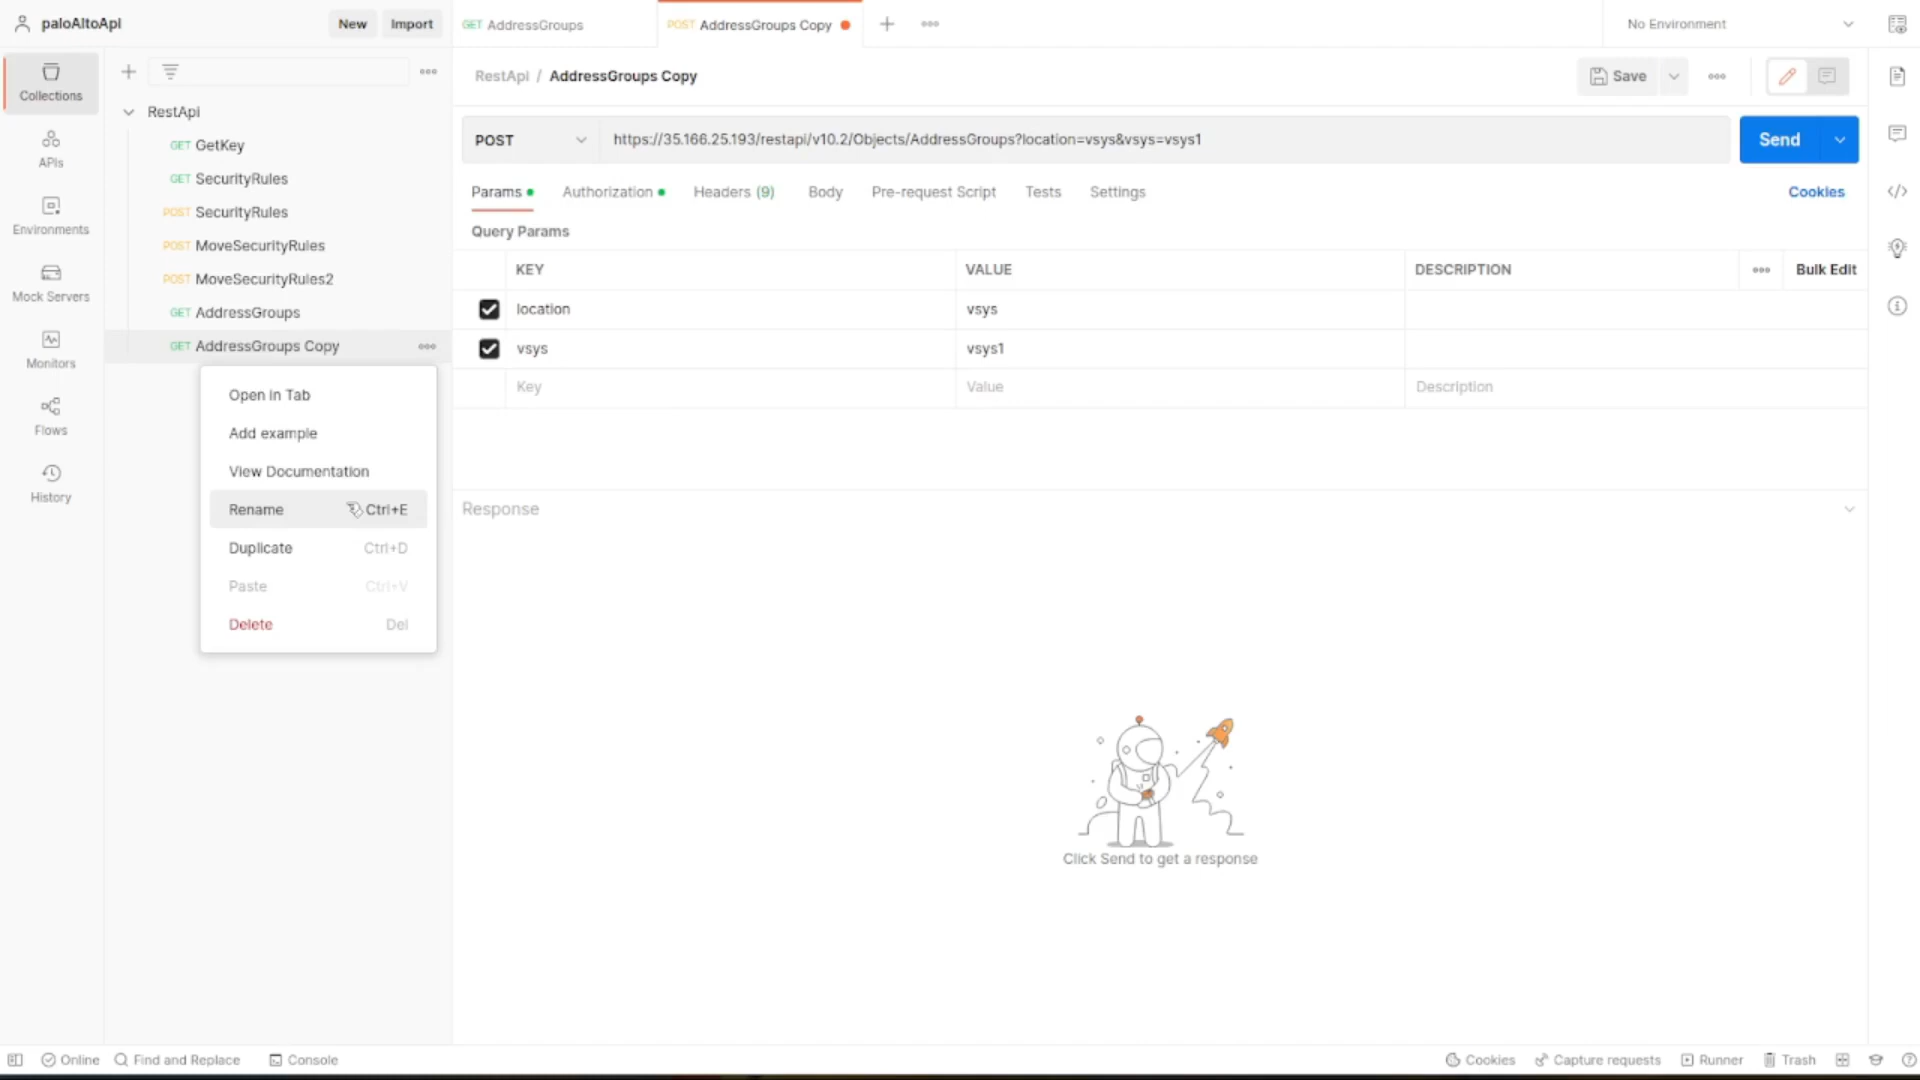 paloAltoApi
New
Import
GET AddressGroups
POST AddressGroups Copy
No Environment
Collections
APIs
Environments
Mock Servers
Monitors
Flows
History
RestApi
GET GetKey
GET SecurityRules
POST SecurityRules
POST MoveSecurityRules
POST MoveSecurityRules2
GET AddressGroups
GET AddressGroups Copy
Open in Tab
Add example
View Documentation
Rename Ctrl+E
Duplicate Ctrl+D
Paste Ctrl+V
Delete Del
RestApi / AddressGroups Copy
Save
POST
https://35.166.25.193/restapi/v10.2/Objects/AddressGroups?location=vsys&vsys=vsys1
Send
Params
Authorization
Headers (9)
Body
Pre-request Script
Tests
Settings
Cookies
Query Params
KEY VALUE DESCRIPTION Bulk Edit
location vsys
vsys vsys1
Key Value Description
Response
Click Send to get a response
Online
Find and Replace
Console
Cookies
Capture requests
Runner
Trash